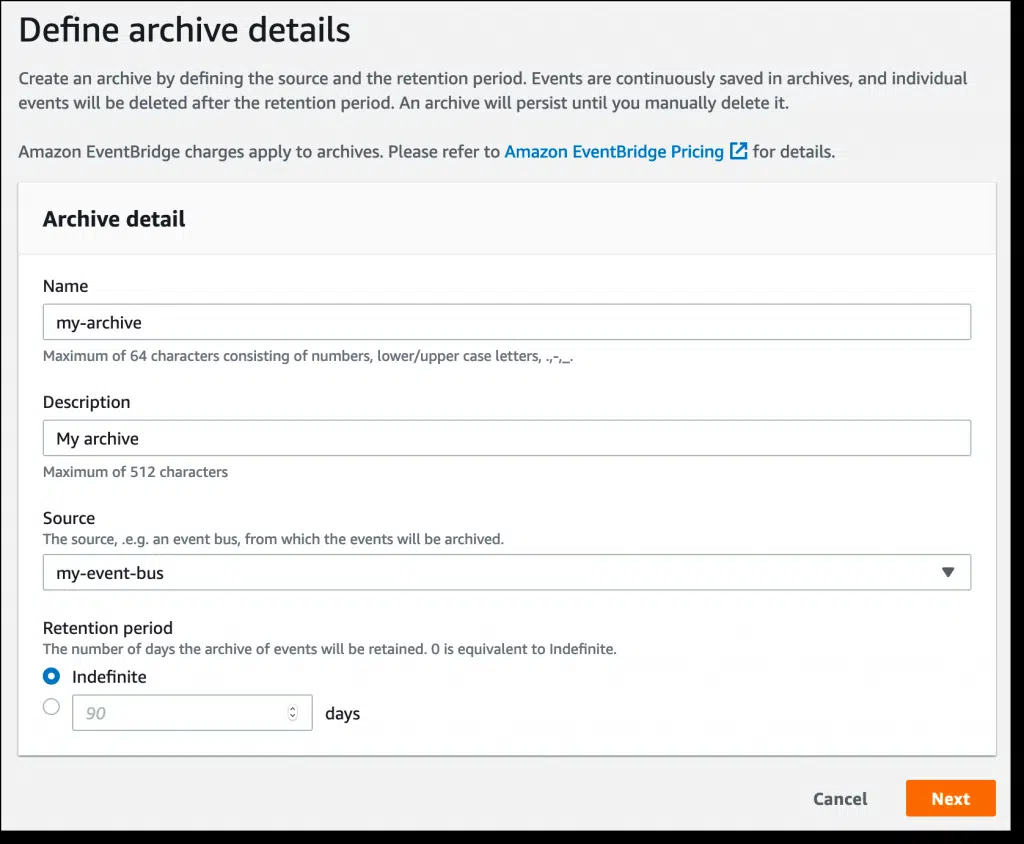 Define archive details
Create an archive by defining the source and the retention period. Events are continuously saved in archives, and individual
events will be deleted after the retention period. An archive will persist until you manually delete it.
Amazon EventBridge charges apply to archives. Please refer to Amazon EventBridge Pricing for details.
Archive detail
Name
my-archive
Maximum of 64 characters consisting of numbers, lower/upper case letters, .,-,_.
Description
My archive
Maximum of 512 characters
Source
The source, .e.g. an event bus, from which the events will be archived.
my-event-bus
Retention period
The number of days the archive of events will be retained. 0 is equivalent to Indefinite.
Indefinite
90 days
Cancel Next